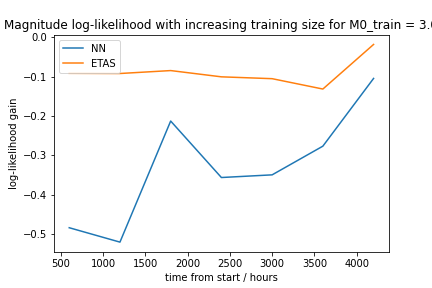 Magnitude log-likelihood with increasing training size for M0_train = 3.
NN
ETAS
0.0
−0.1
−0.2
−0.3
−0.4
−0.5
log-likelihood gain
500 1000 1500 2000 2500 3000 3500 4000
time from start / hours